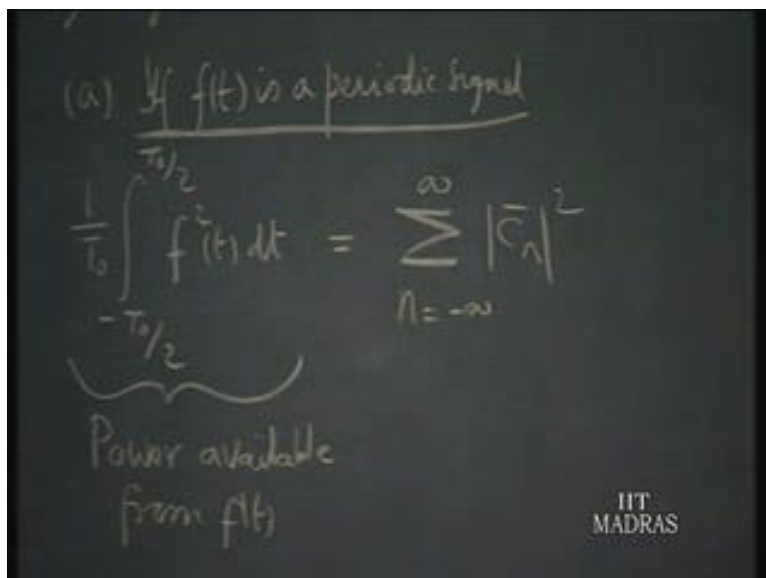 (a) If f(t) is a periodic signal
1/T₀ ∫_{-T₀/2}^{T₀/2} f²(t) dt = ∑_{n=-∞}^{∞} |C̄ₙ|²
Power available
from f(t)
IIT
MADRAS